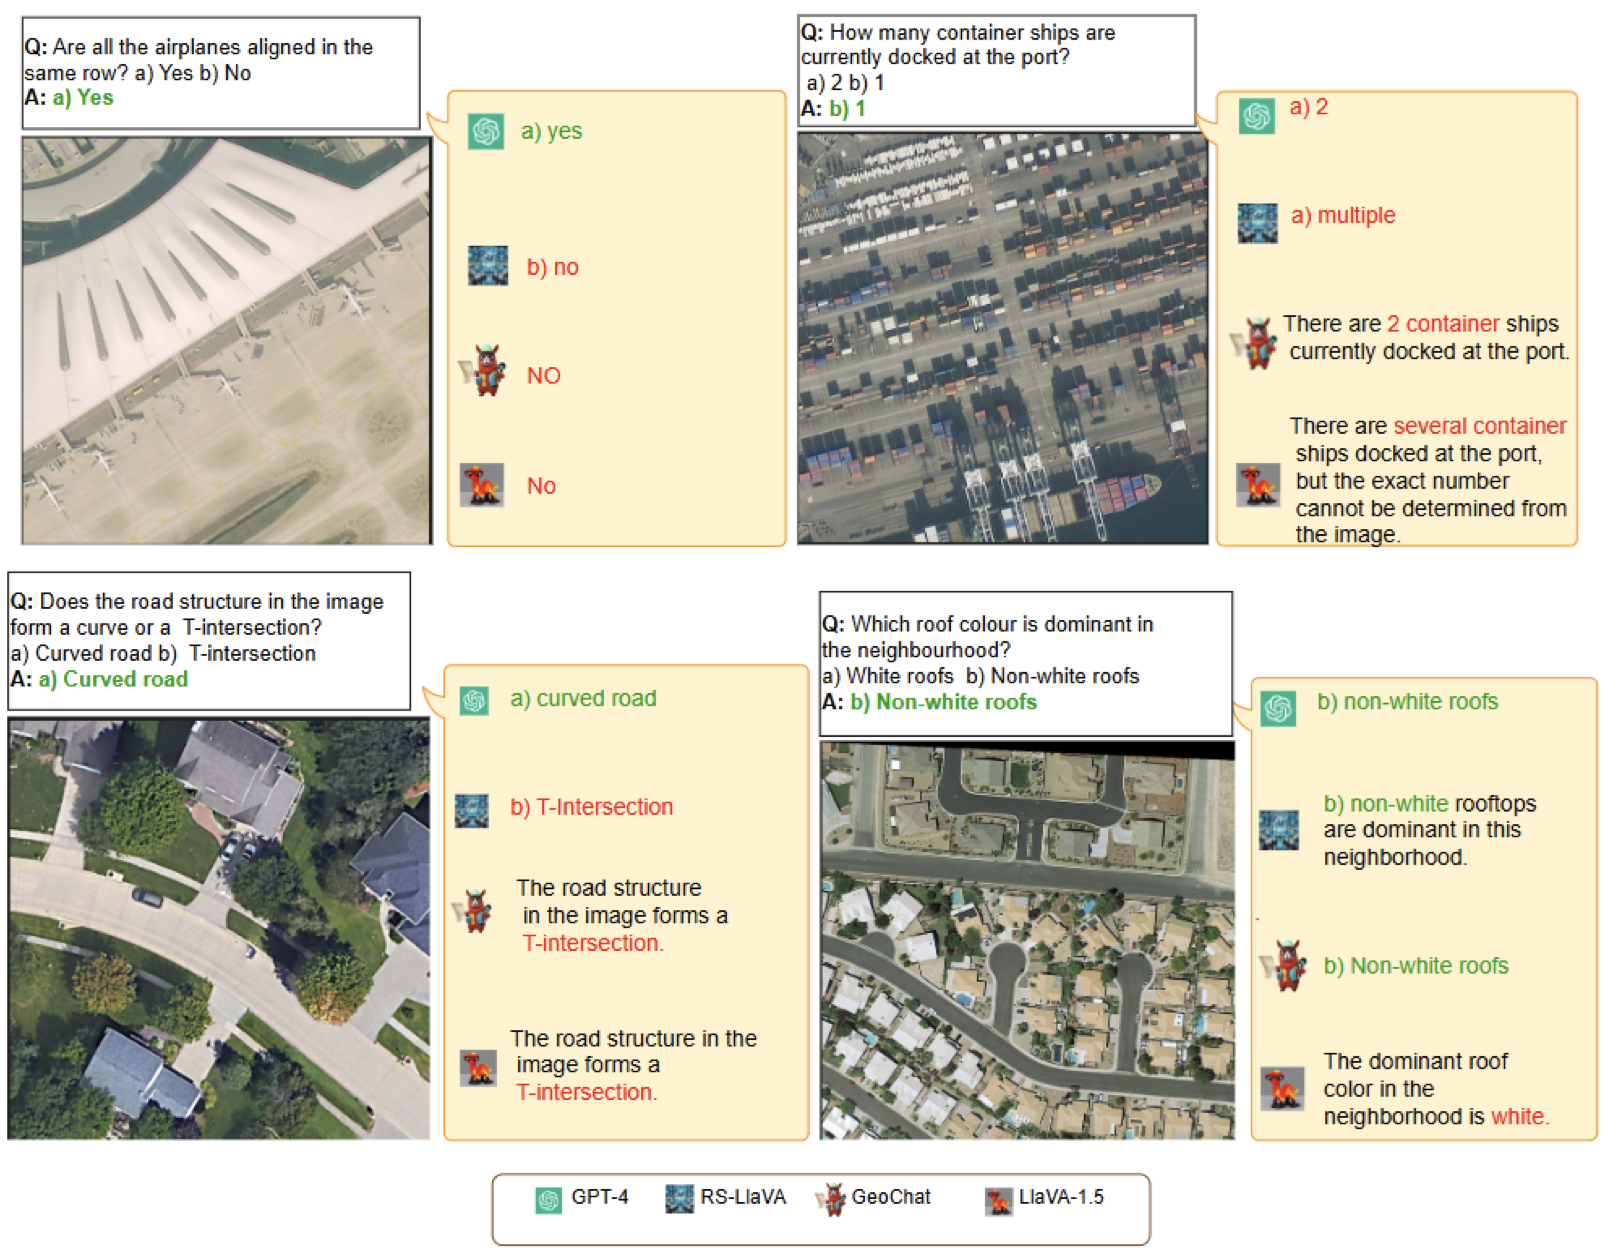 Q: Are all the airplanes aligned in the
same row? a) Yes b) No
A: a) Yes
a) yes
b) no
NO
No
Q: How many container ships are
currently docked at the port?
a) 2 b) 1
A: b) 1
a) 2
a) multiple
There are 2 container ships
currently docked at the port.
There are several container
ships docked at the port,
but the exact number
cannot be determined from
the image.
Q: Does the road structure in the image
form a curve or a T-intersection?
a) Curved road b) T-intersection
A: a) Curved road
a) curved road
b) T-Intersection
The road structure
in the image forms a
T-intersection.
The road structure in the
image forms a
T-intersection.
Q: Which roof colour is dominant in
the neighbourhood?
a) White roofs b) Non-white roofs
A: b) Non-white roofs
b) non-white roofs
b) non-white rooftops
are dominant in this
neighborhood.
b) Non-white roofs
The dominant roof
color in the
neighborhood is white.
GPT-4 RS-LlaVA GeoChat LlaVA-1.5